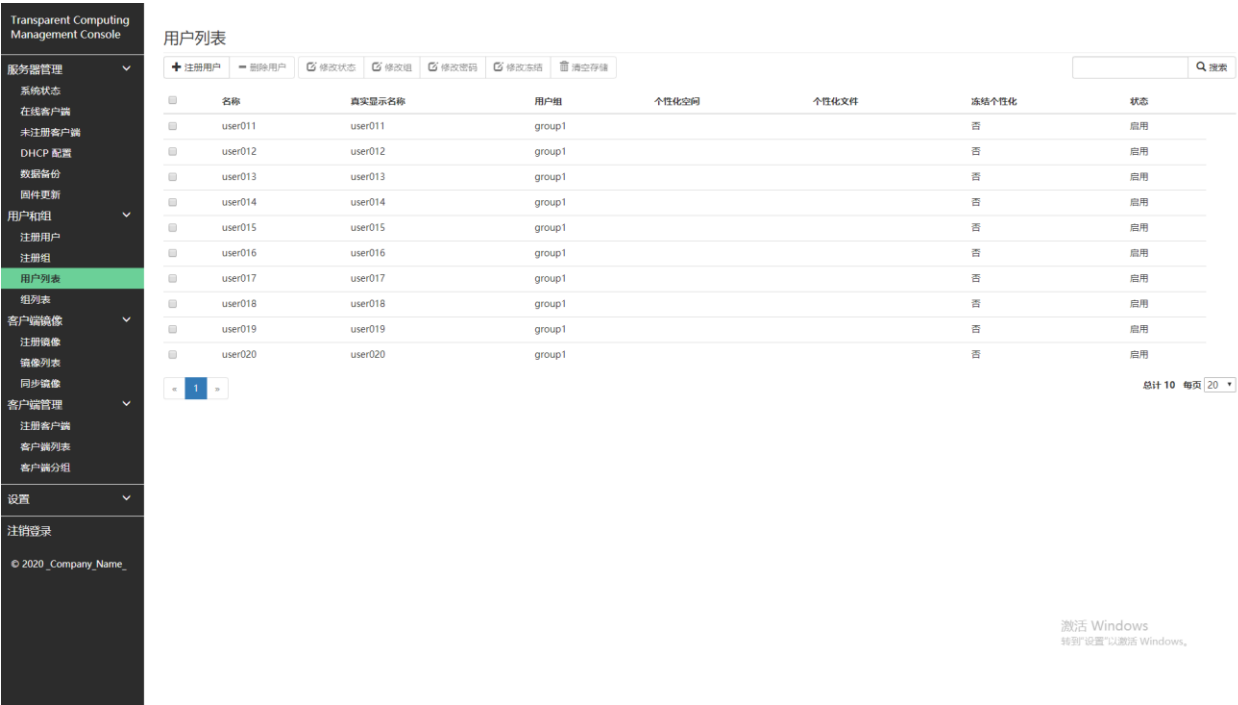 Transparent Computing
Management Console
服务器管理
系统状态
在线客户端
未注册客户端
DHCP 配置
数据备份
固件更新
用户和组
注册用户
注册组
用户列表
组列表
客户端镜像
注册镜像
镜像列表
同步镜像
客户端管理
注册客户端
客户端列表
客户端分组
设置
注销登录
© 2020 _Company_Name_
用户列表
注册用户 删除用户 修改状态 修改组 修改密码 修改冻结 清空存储 搜索
名称 真实显示名称 用户组 个性化空间 个性化文件 冻结个性化 状态
user011 user011 group1 否 启用
user012 user012 group1 否 启用
user013 user013 group1 否 启用
user014 user014 group1 否 启用
user015 user015 group1 否 启用
user016 user016 group1 否 启用
user017 user017 group1 否 启用
user018 user018 group1 否 启用
user019 user019 group1 否 启用
user020 user020 group1 否 启用
« 1 » 总计 10 每页 20
激活 Windows
转到"设置"以激活 Windows。